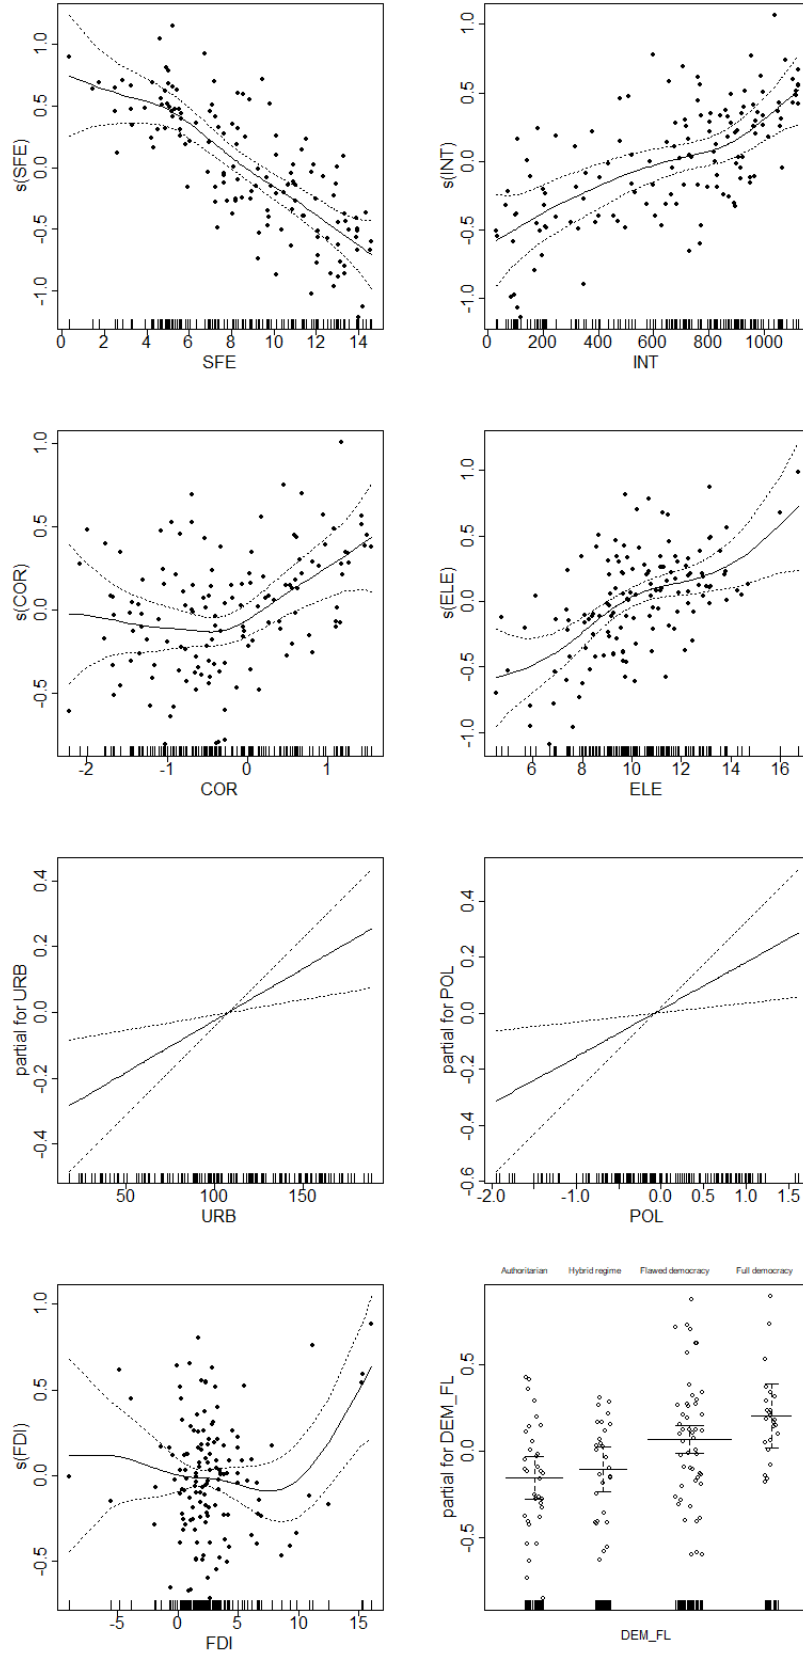 s(SFE)
1.0
0.5
0.0
-0.5
-1.0
0 2 4 6 8 10 12 14
SFE
s(INT)
1.0
0.5
0.0
-0.5
-1.0
0 200 400 600 800 1000
INT
s(COR)
1.0
0.5
0.0
-0.5
-2 -1 0 1
COR
s(ELE)
1.0
0.5
0.0
-0.5
-1.0
6 8 10 12 14 16
ELE
partial for URB
0.4
0.2
0.0
-0.2
-0.4
50 100 150
URB
partial for POL
0.4
0.2
0.0
-0.2
-0.4
-0.6
-2.0 -1.0 0.0 0.5 1.0 1.5
POL
s(FDI)
1.0
0.5
0.0
-0.5
-5 0 5 10 15
FDI
Authoritarian Hybrid regime Flawed democracy Full democracy
partial for DEM_FL
0.5
0.0
-0.5
DEM_FL